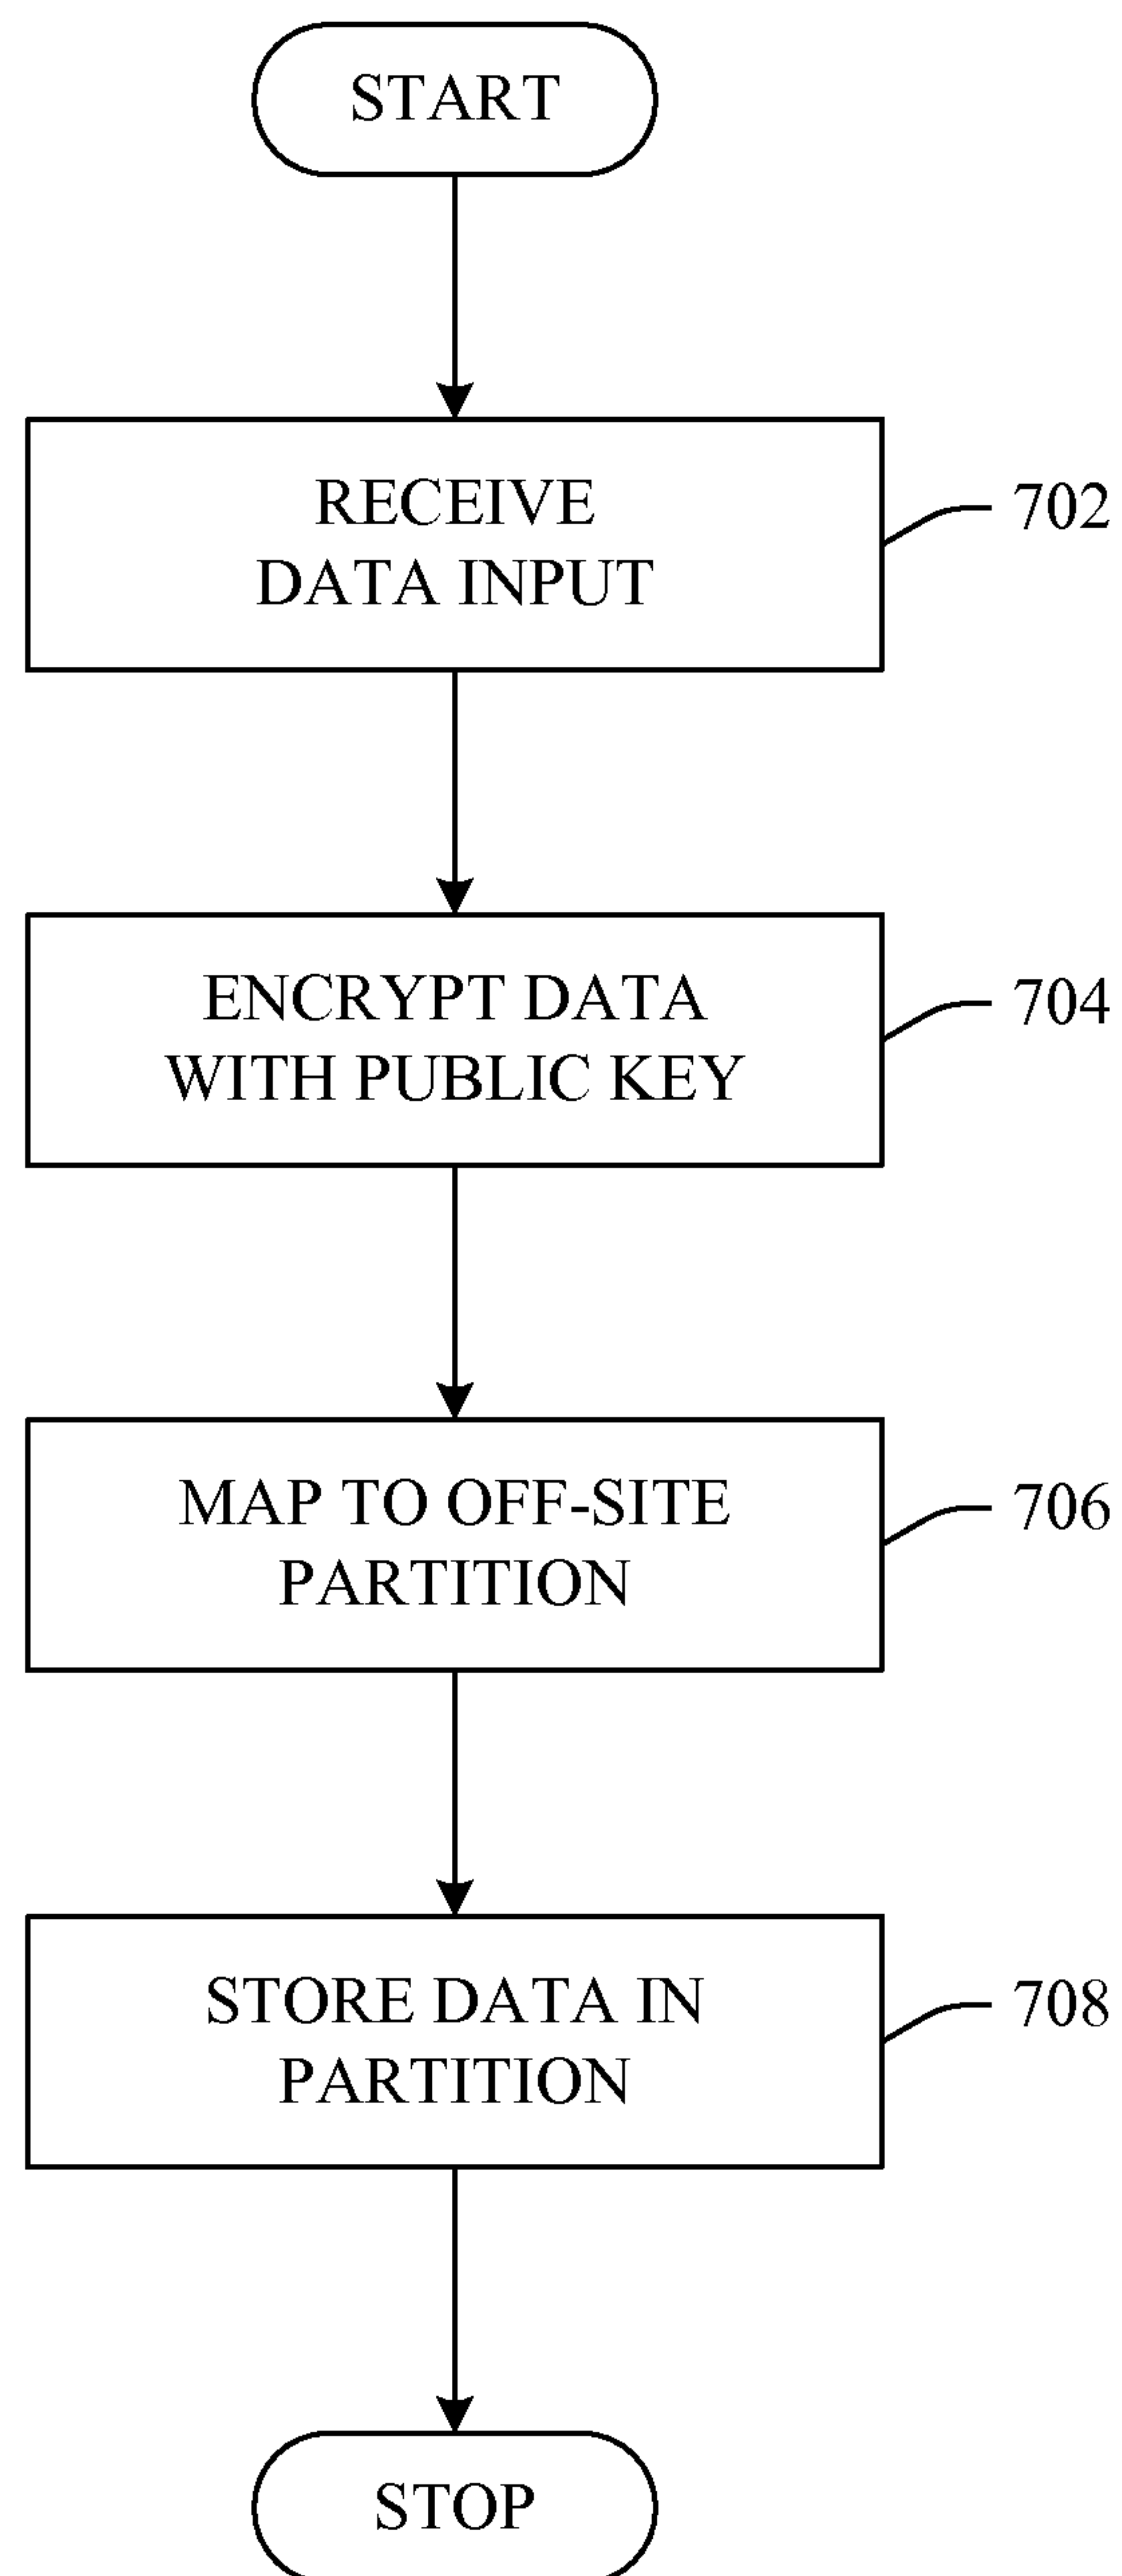 START
RECEIVE
DATA INPUT
702
ENCRYPT DATA
WITH PUBLIC KEY
704
MAP TO OFF-SITE
PARTITION
706
STORE DATA IN
PARTITION
708
STOP